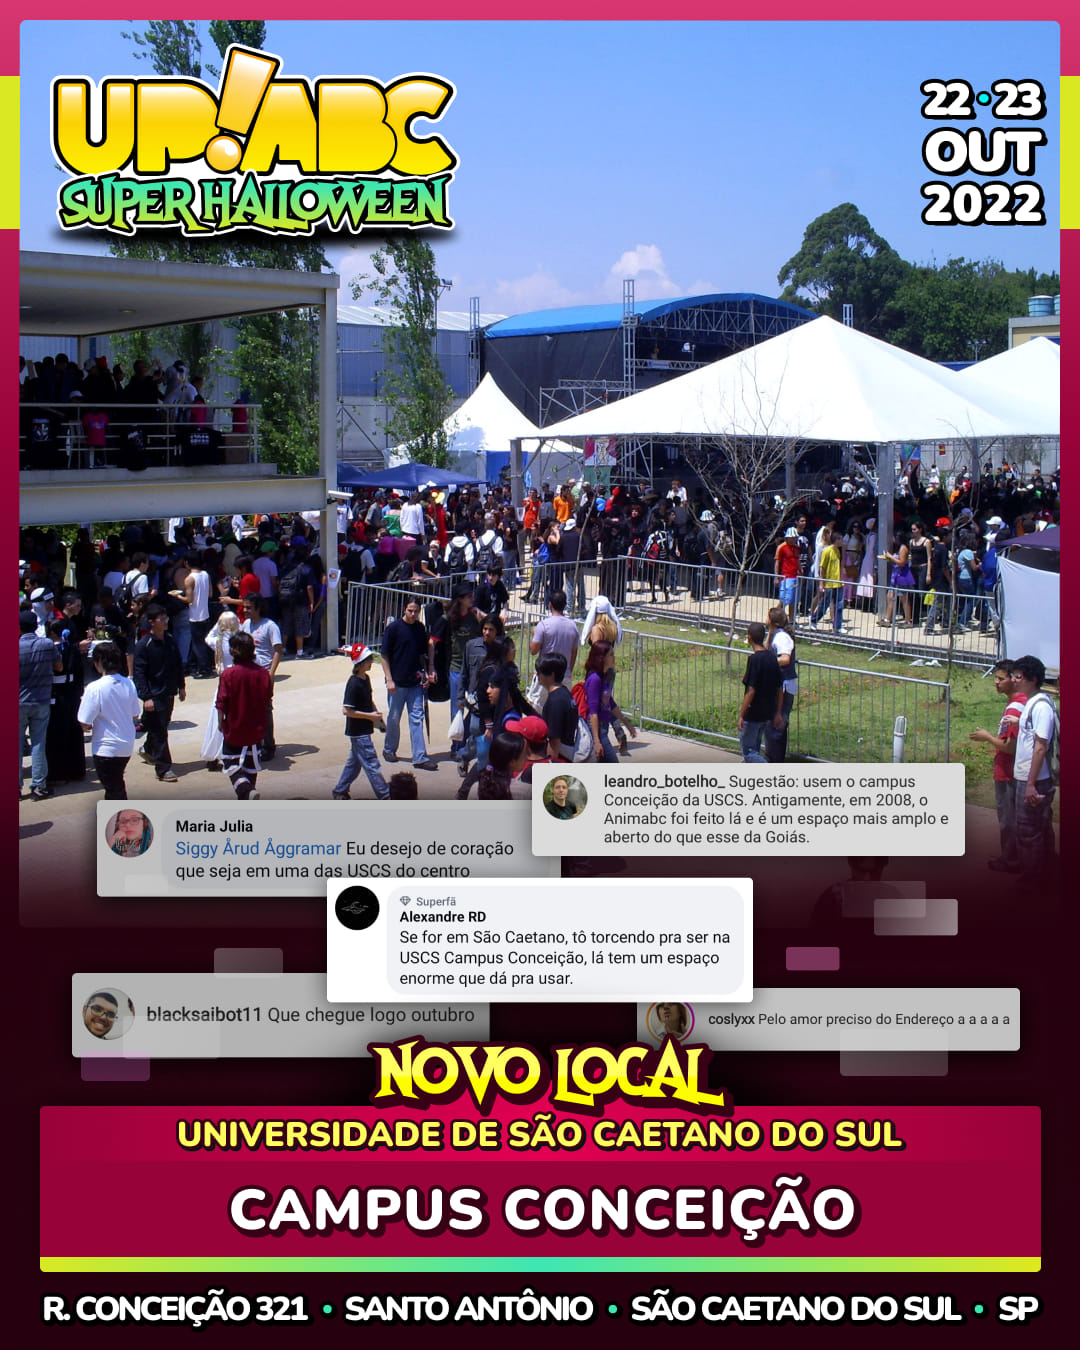 UP!ABC
SUPER HALLOWEEN
22•23
OUT
2022
leandro_botelho_ Sugestão: usem o campus
Conceição da USCS. Antigamente, em 2008, o
Animabc foi feito lá e é um espaço mais amplo e
aberto do que esse da Goiás.
Maria Julia
Siggy Årud Åggramar Eu desejo de coração
que seja em uma das USCS do centro
Superfã
Alexandre RD
Se for em São Caetano, tô torcendo pra ser na
USCS Campus Conceição, lá tem um espaço
enorme que dá pra usar.
blacksaibot11 Que chegue logo outubro
coslyxx Pelo amor preciso do Endereço a a a a a
NOVO LOCAL
UNIVERSIDADE DE SÃO CAETANO DO SUL
CAMPUS CONCEIÇÃO
R. CONCEIÇÃO 321 • SANTO ANTÔNIO • SÃO CAETANO DO SUL • SP